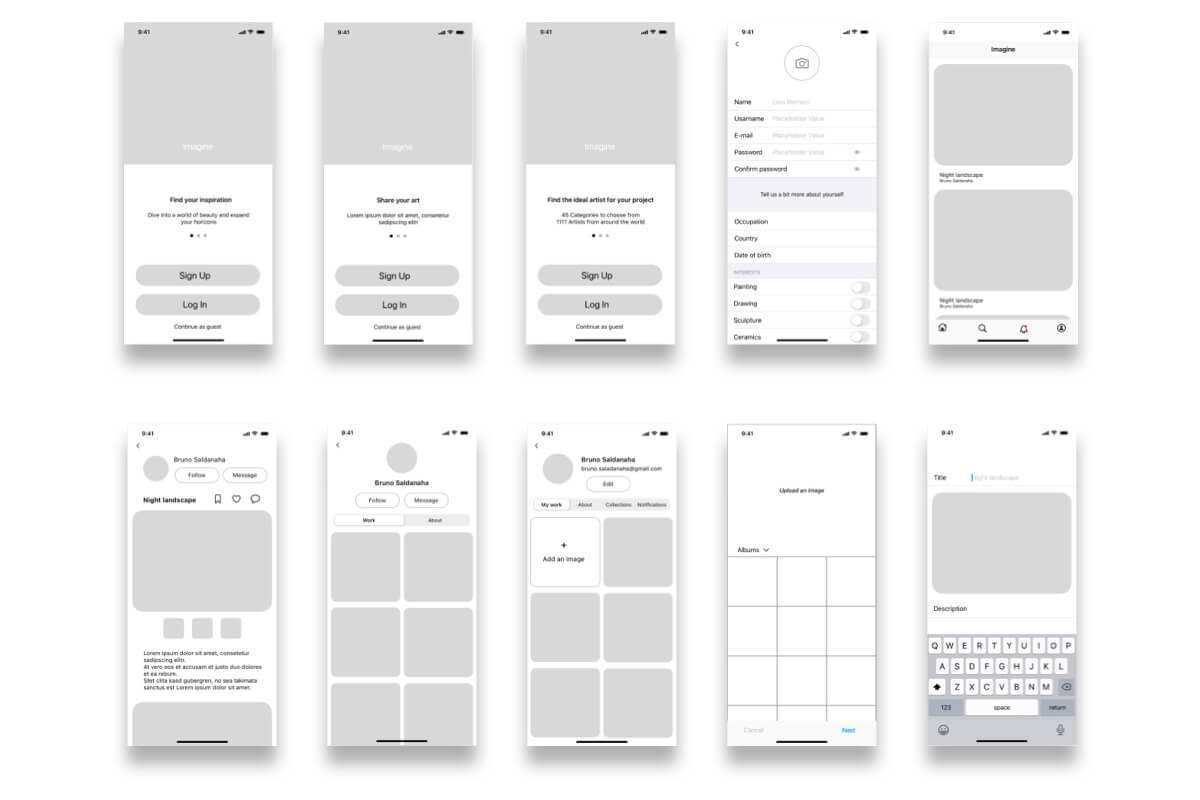 9:41
Imagine
Find your inspiration
Dive into a world of beauty and expand
your horizons
Sign Up
Log In
Continue as guest
9:41
Imagine
Share your art
Lorem ipsum dolor sit amet, consetetur
sadipscing elitr
Sign Up
Log In
Continue as guest
9:41
Imagine
Find the ideal artist for your project
45 Categories to choose from
1111 Artists from around the world
Sign Up
Log In
Continue as guest
9:41
Name
Username Placeholder Value
E-mail Placeholder Value
Password Placeholder Value
Confirm password
Tell us a bit more about yourself
Occupation
Country
Date of birth
INTERESTS
Painting
Drawing
Sculpture
Ceramics
9:41
Imagine
Night landscape
Bruno Saldanaha
Night landscape
Bruno Saldanaha
9:41
Bruno Saldanaha
Follow Message
Night landscape
Lorem ipsum dolor sit amet, consetetur
sadipscing elitr.
At vero eos et accusam et justo duo dolores
et ea rebum.
Stet clita kasd gubergren, no sea takimata
sanctus est Lorem ipsum dolor sit amet.
9:41
Bruno Saldanaha
Follow Message
Work About
9:41
Bruno Saldanaha
bruno.saladanaha@gmail.com
Edit
My work About Collections Notifications
+
Add an image
9:41
Upload an image
Albums
Cancel Next
9:41
Title Night landscape
Description
Q W E R T Y U I O P
A S D F G H J K L
Z X C V B N M
123 space return